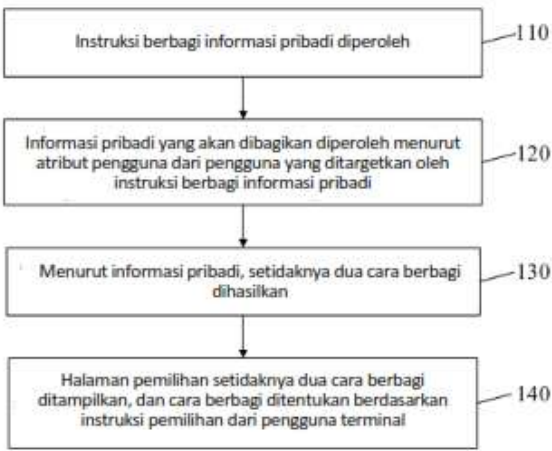 Instruksi berbagi informasi pribadi diperoleh
110
Informasi pribadi yang akan dibagikan diperoleh menurut
atribut pengguna dari pengguna yang ditargetkan oleh
instruksi berbagi informasi pribadi
120
Menurut informasi pribadi, setidaknya dua cara berbagi
dihasilkan
130
Halaman pemilihan setidaknya dua cara berbagi
ditampilkan, dan cara berbagi ditentukan berdasarkan
instruksi pemilihan dari pengguna terminal
140